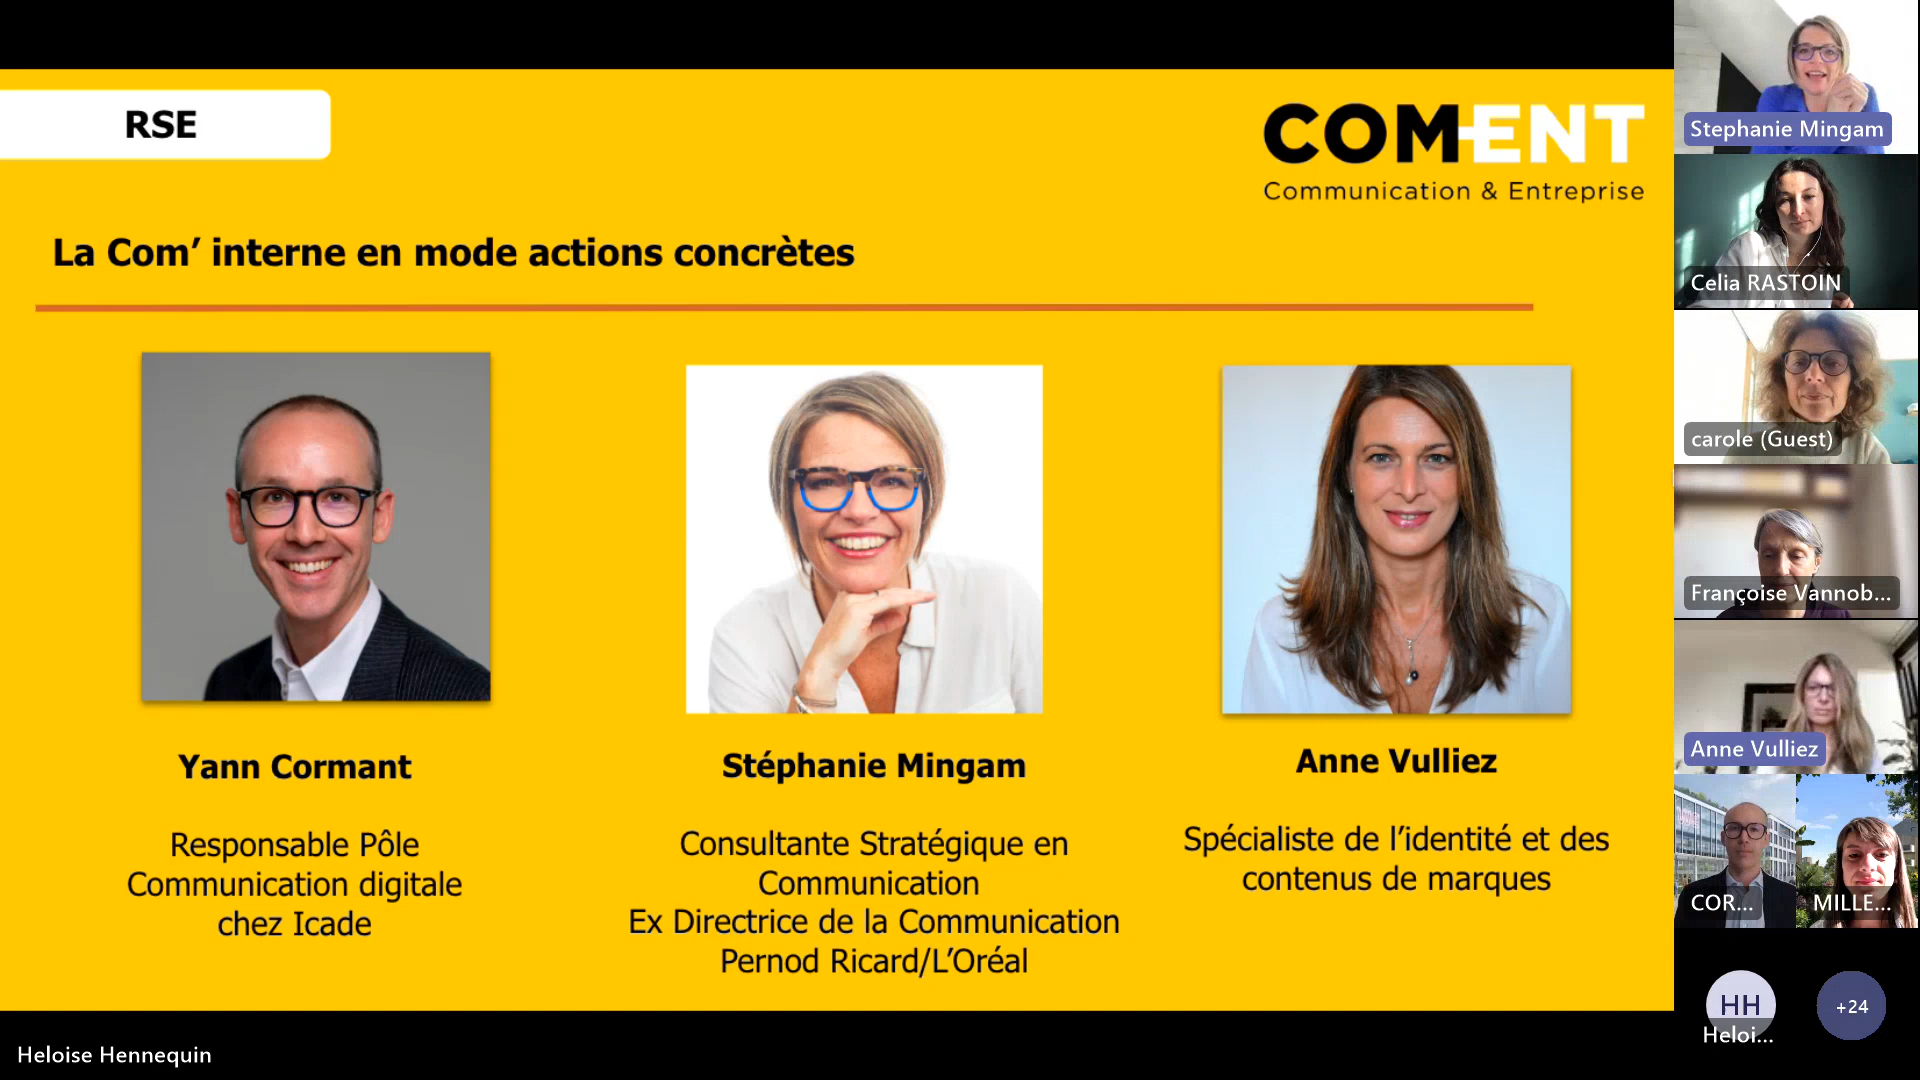 RSE
COMENT
Communication & Entreprise
La Com’ interne en mode actions concrètes
Yann Cormant
Responsable Pôle
Communication digitale
chez Icade
Stéphanie Mingam
Consultante Stratégique en
Communication
Ex Directrice de la Communication
Pernod Ricard/L’Oréal
Anne Vulliez
Spécialiste de l’identité et des
contenus de marques
Stephanie Mingam
Celia RASTOIN
carole (Guest)
Françoise Vannob...
Anne Vulliez
COR...
MILLE...
HH
Heloi...
+24
Heloise Hennequin